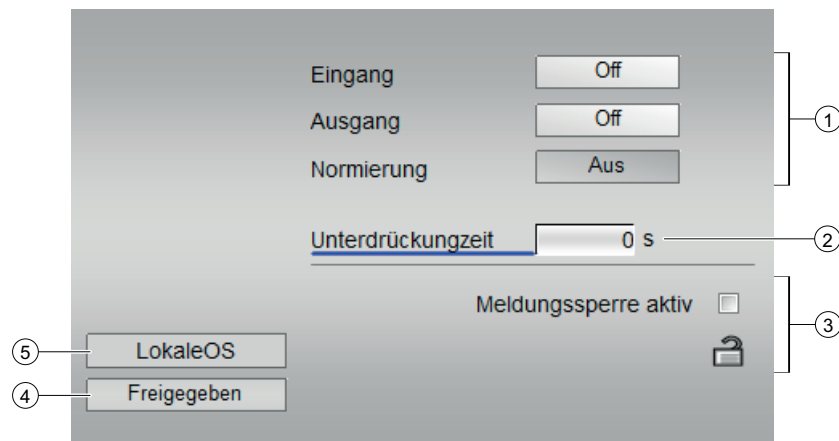 Eingang Off
Ausgang Off
Normierung Aus
1
Unterdrückungzeit 0 s
2
Meldungssperre aktiv
3
5 LokaleOS
4 Freigegeben